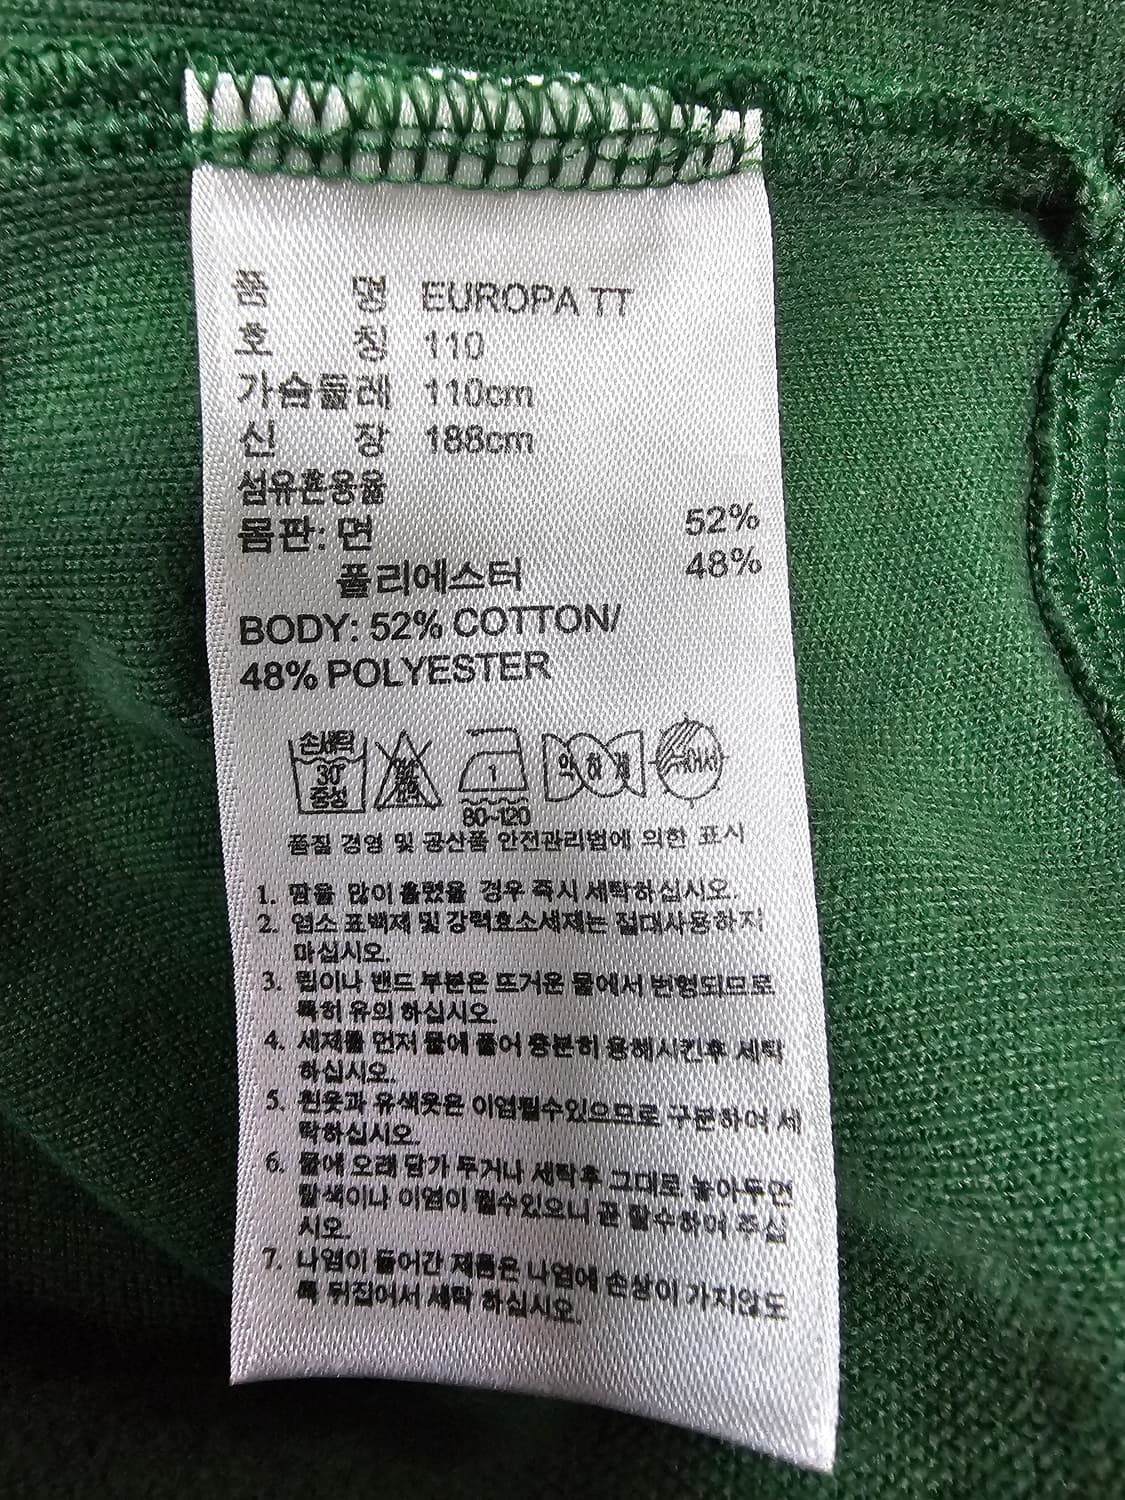 품 명 EUROPA TT
호 칭 110
가슴둘레 110cm
신 장 188cm
섬유혼용율
몸판: 면 52%
폴리에스터 48%
BODY: 52% COTTON/
48% POLYESTER
손세탁
30°
중성
1
80~120
약 하 게
품질 경영 및 공산품 안전관리법에 의한 표시
1. 땀을 많이 흘렸을 경우 즉시 세탁하십시오.
2. 염소 표백제 및 강력효소세제는 절대사용하지
마십시오.
3. 립이나 밴드 부분은 뜨거운 물에서 변형되므로
특히 유의 하십시오.
4. 세제를 먼저 물에 풀어 충분히 용해시킨후 세탁
하십시오.
5. 흰옷과 유색옷은 이염될수있으므로 구분하여 세
탁하십시오.
6. 물에 오래 담가 두거나 세탁후 그대로 놓아두면
탈색이나 이염이 될수있으니 곧 탈수하여 주십
시오.
7. 나염이 들어간 제품은 나염에 손상이 가지않도
록 뒤집어서 세탁 하십시오.